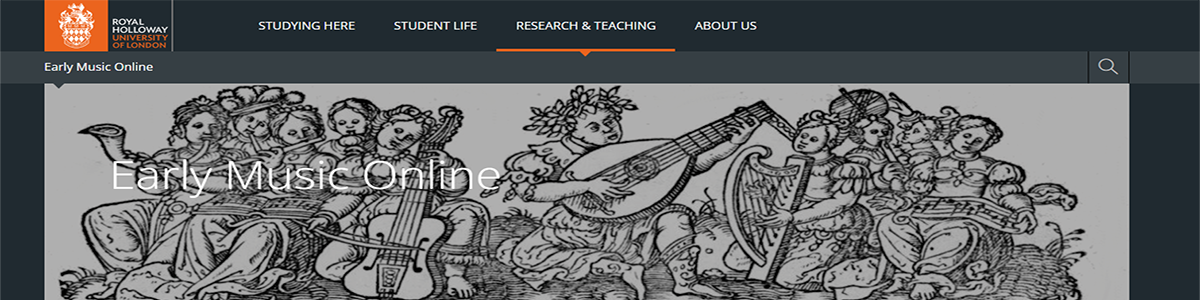 ROYAL
HOLLOWAY
UNIVERSITY
OF LONDON
STUDYING HERE
STUDENT LIFE
RESEARCH & TEACHING
ABOUT US
Early Music Online
Early Music Online